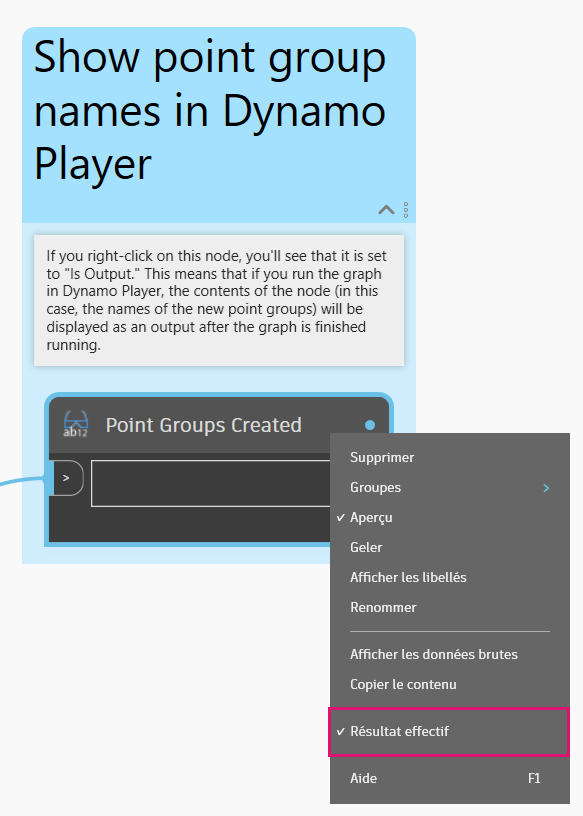 Show point group
names in Dynamo
Player
If you right-click on this node, you'll see that it is set
to "Is Output." This means that if you run the graph
in Dynamo Player, the contents of the node (in this
case, the names of the new point groups) will be
displayed as an output after the graph is finished
running.
ab12
Point Groups Created
>
Supprimer
Groupes
Aperçu
Geler
Afficher les libellés
Renommer
Afficher les données brutes
Copier le contenu
Résultat effectif
Aide F1